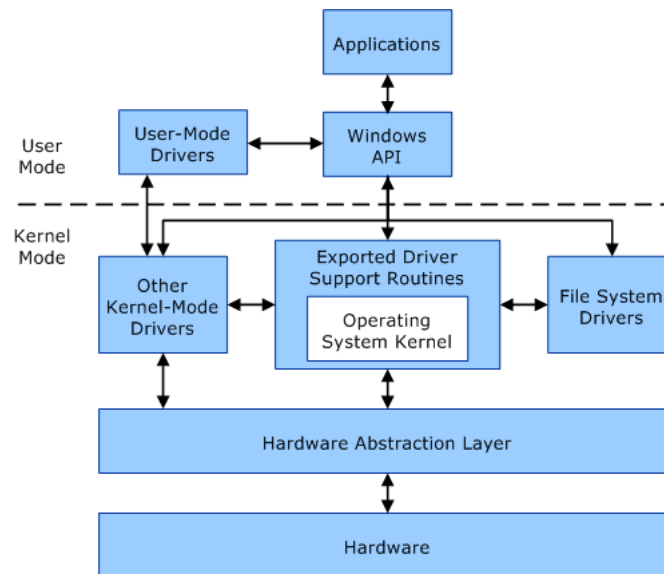 Applications
User-Mode
Drivers
Windows
API
User
Mode
Kernel
Mode
Other
Kernel-Mode
Drivers
Exported Driver
Support Routines
Operating
System Kernel
File System
Drivers
Hardware Abstraction Layer
Hardware